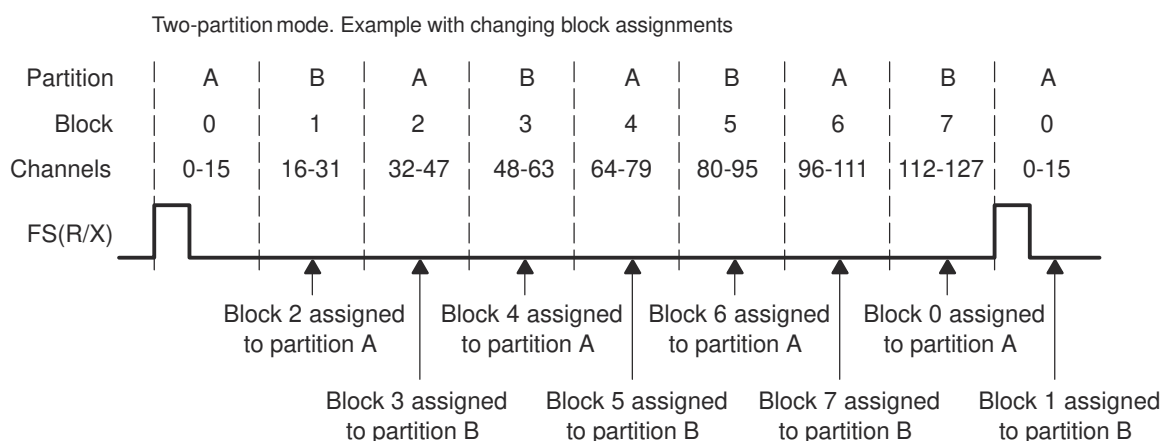 Two-partition mode. Example with changing block assignments
Partition A B A B A B A B A
Block 0 1 2 3 4 5 6 7 0
Channels 0-15 16-31 32-47 48-63 64-79 80-95 96-111 112-127 0-15
FS(R/X)
Block 2 assigned to partition A
Block 4 assigned to partition A
Block 6 assigned to partition A
Block 0 assigned to partition A
Block 3 assigned to partition B
Block 5 assigned to partition B
Block 7 assigned to partition B
Block 1 assigned to partition B